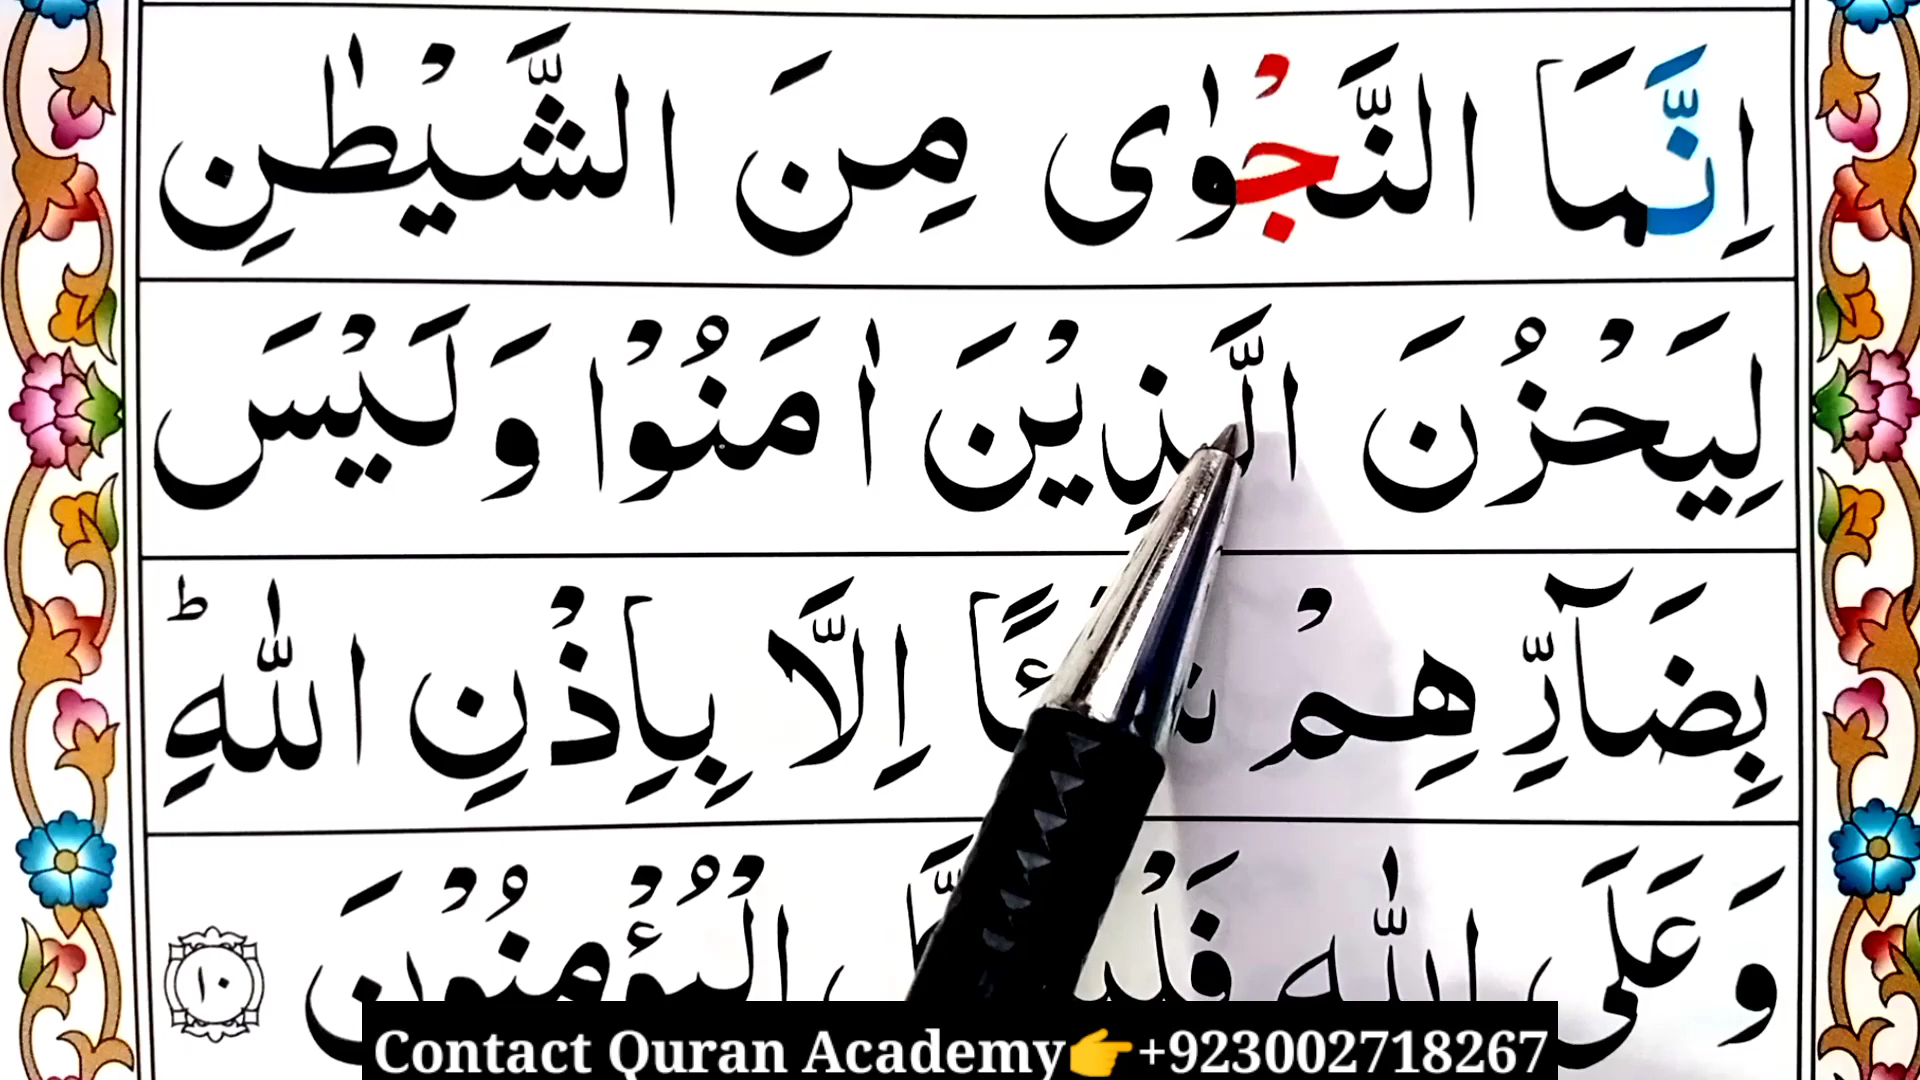 اِنَّمَا النَّجْوٰى مِنَ الشَّيْطٰنِ
لِيَحْزُنَ الَّذِيْنَ اٰمَنُوْا وَلَيْسَ
بِضَآرِّهِمْ اِلَّا بِاِذْنِ اللّٰهِ ؕ
وَعَلَى اللّٰهِ الْمُؤْمِنُوْنَ ١٠
Contact Quran Academy👉+923002718267